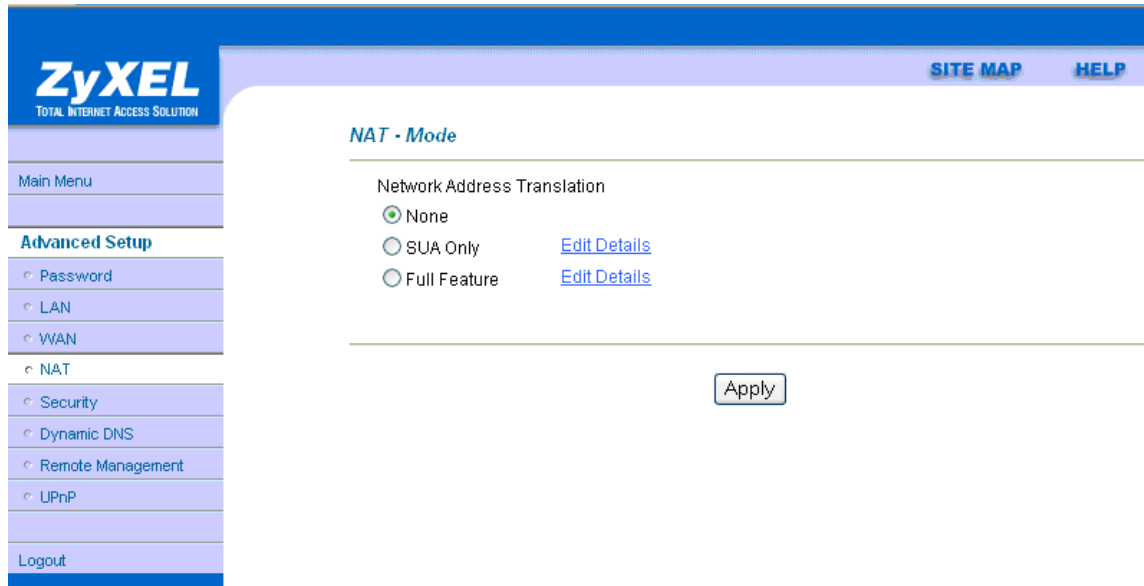 ZyXEL
TOTAL INTERNET ACCESS SOLUTION
SITE MAP HELP
Main Menu
Advanced Setup
Password
LAN
WAN
NAT
Security
Dynamic DNS
Remote Management
UPnP
Logout
NAT - Mode
Network Address Translation
None
SUA Only Edit Details
Full Feature Edit Details
Apply